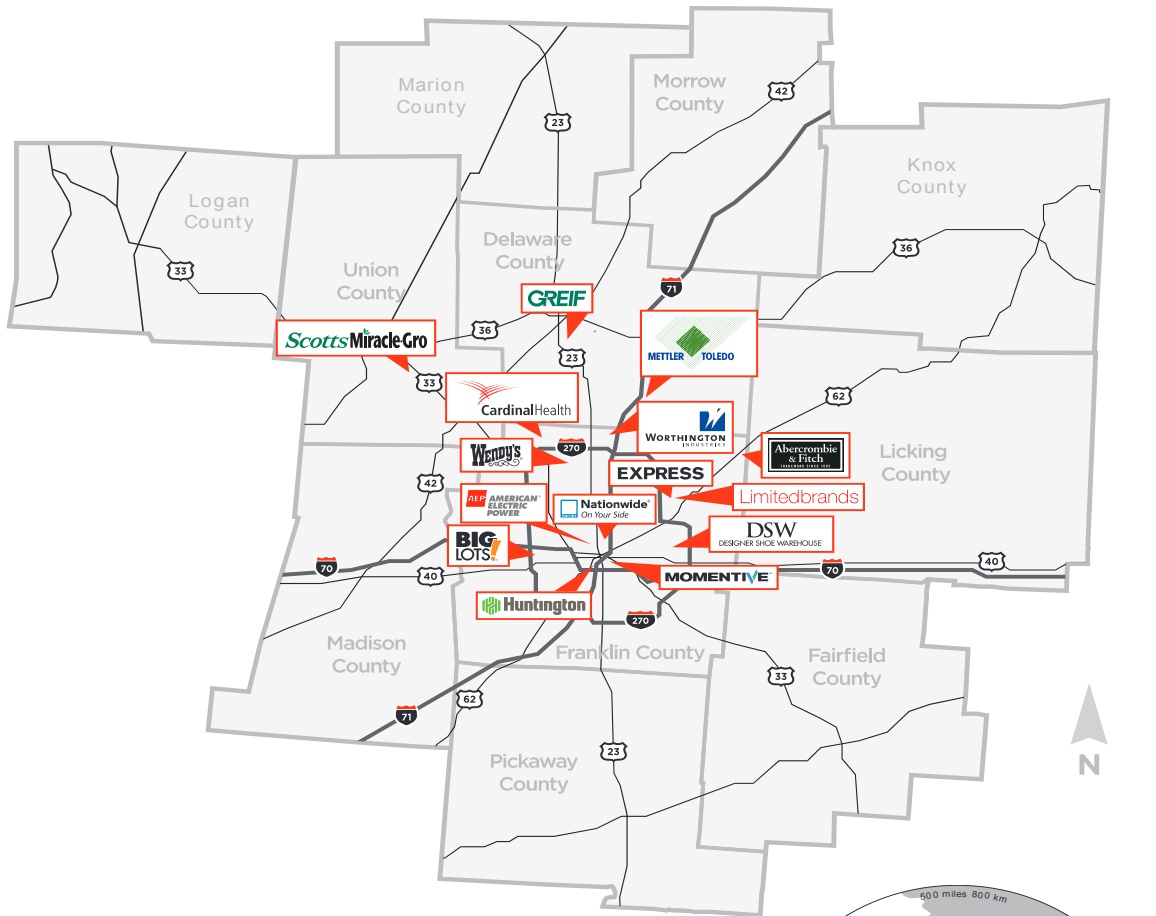 Marion
County
Morrow
County
42
23
Knox
County
Logan
County
Delaware
County
36
33
Union
County
71
GREIF
Scotts Miracle-Gro
36
METTLER TOLEDO
23
33
CardinalHealth
62
WORTHINGTON
INDUSTRIES
WENDY'S
270
Abercrombie
& Fitch
TRADEMARK SINCE 1892
Licking
County
EXPRESS
42
AEP AMERICAN®
ELECTRIC
POWER
Limitedbrands
Nationwide®
On Your Side
DSW
DESIGNER SHOE WAREHOUSE
BIG
LOTS!
70
40
40
70
MOMENTIVE
Huntington
270
Madison
County
Franklin County
Fairfield
County
33
62
71
23
Pickaway
County
N
500 miles 800 km